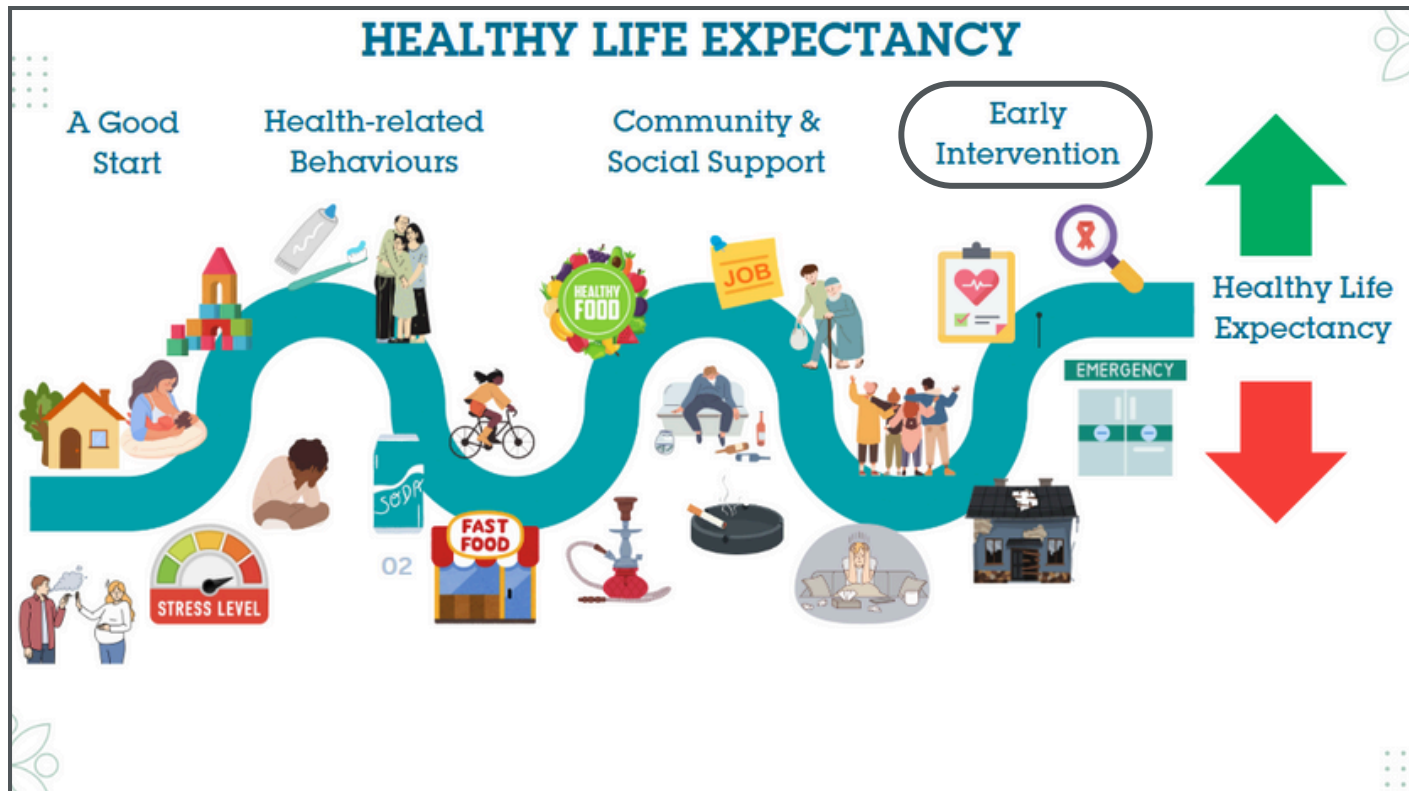 HEALTHY LIFE EXPECTANCY
A Good
Start
Health-related
Behaviours
Community &
Social Support
Early
Intervention
HEALTHY
FOOD
JOB
Healthy Life
Expectancy
EMERGENCY
SODA
FAST
FOOD
02
STRESS LEVEL